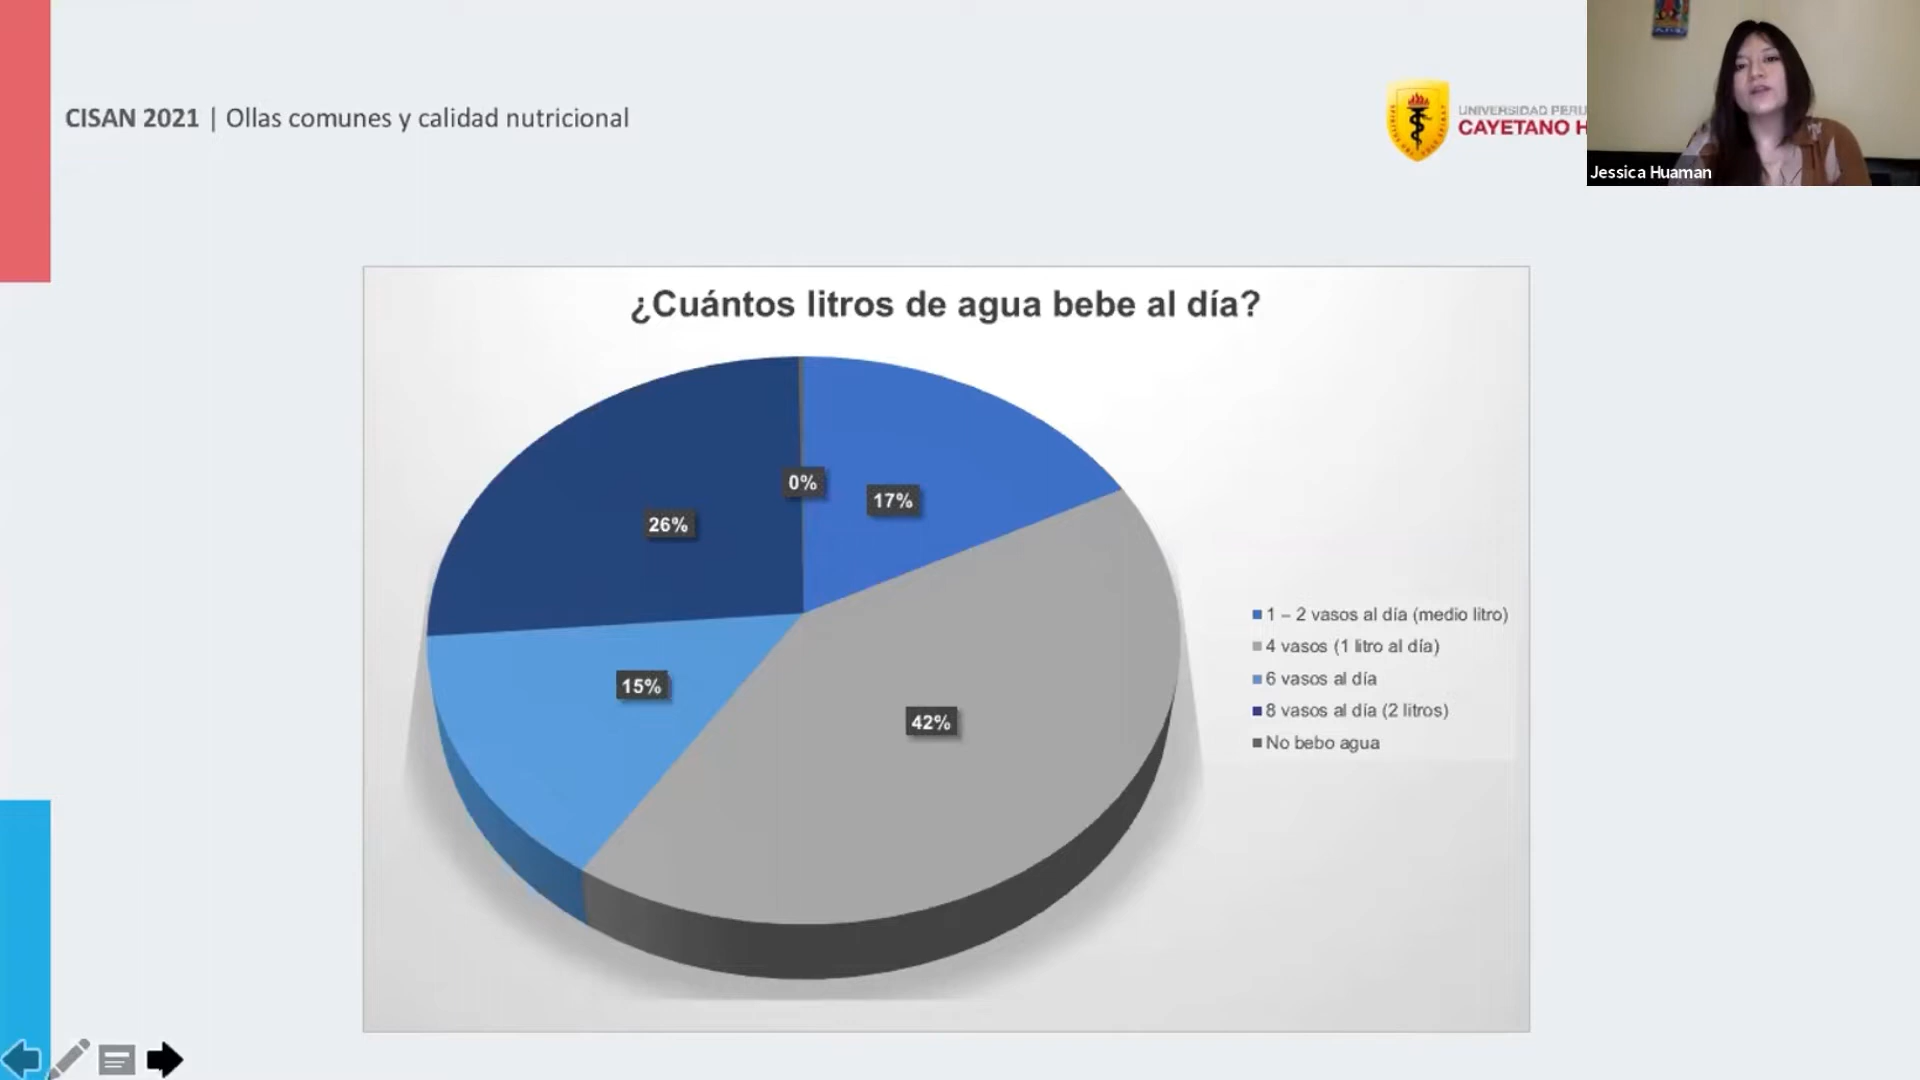 CISAN 2021 | Ollas comunes y calidad nutricional
UNIVERSIDAD PERU
CAYETANO H
Jessica Huaman
¿Cuántos litros de agua bebe al día?
0%
17%
26%
15%
42%
1 – 2 vasos al día (medio litro)
4 vasos (1 litro al día)
6 vasos al día
8 vasos al día (2 litros)
No bebo agua